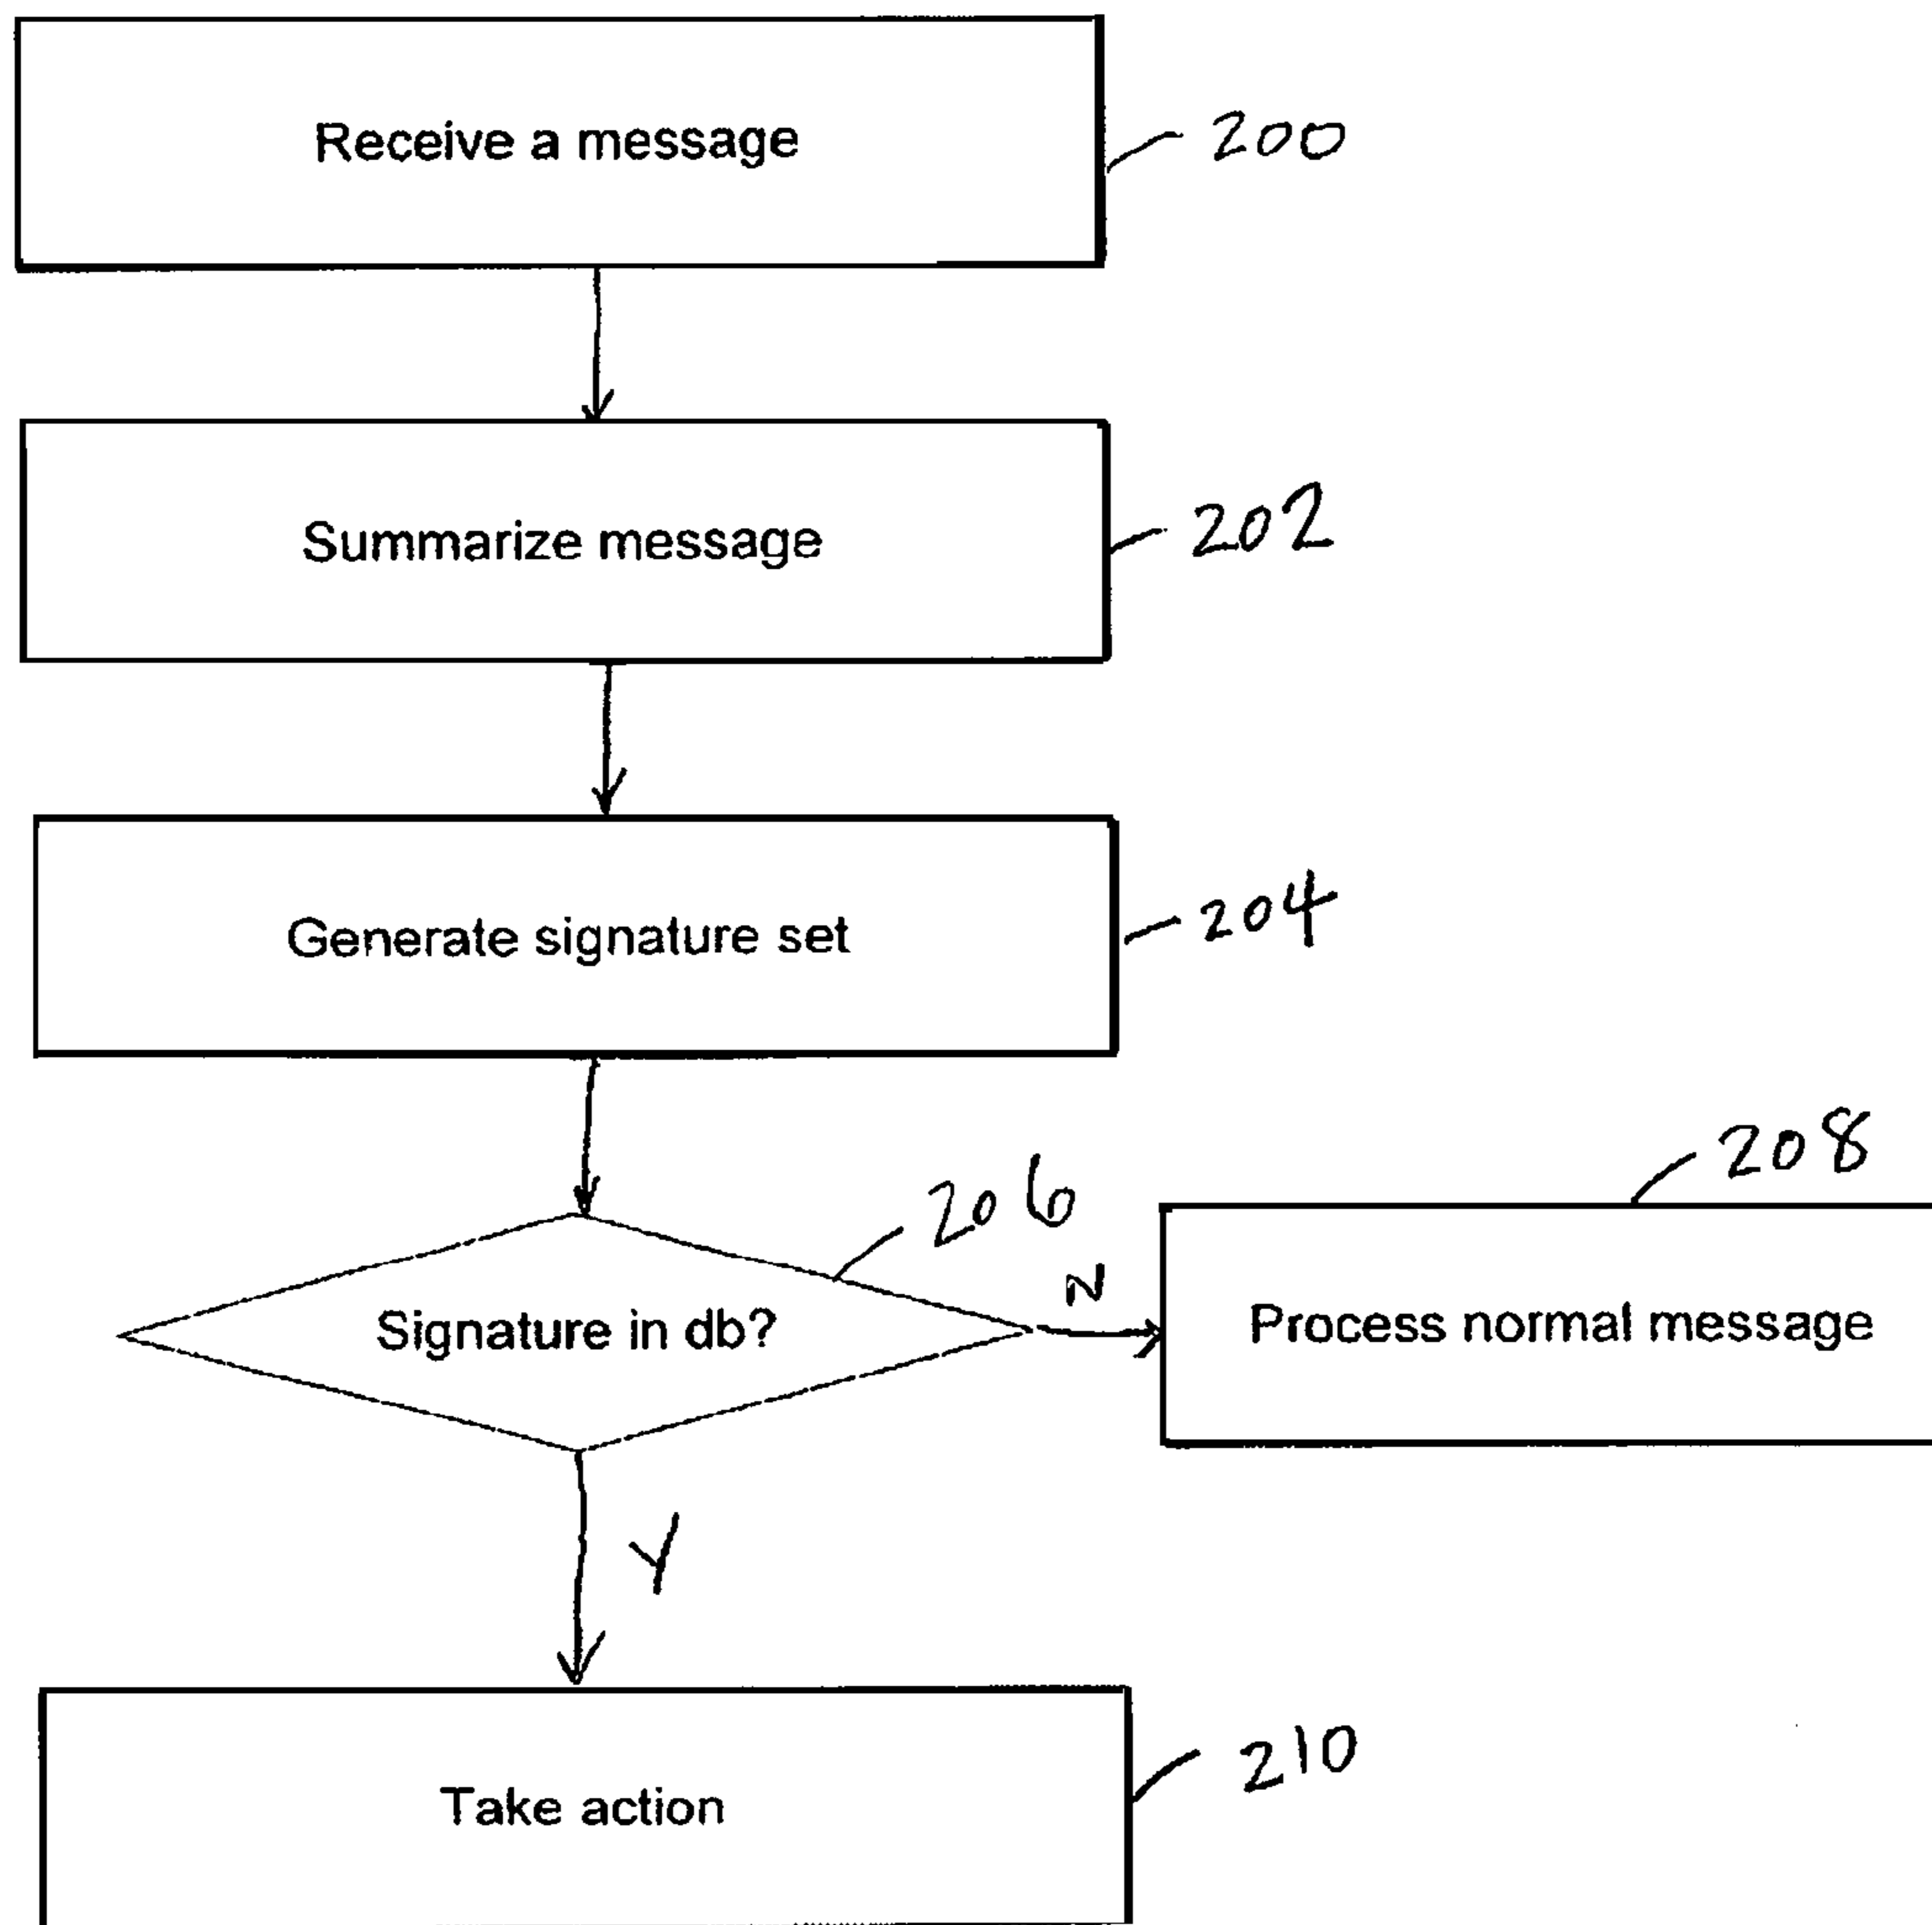 Receive a message
200
Summarize message
202
Generate signature set
204
206
208
Signature in db?
N
Process normal message
Y
Take action
210